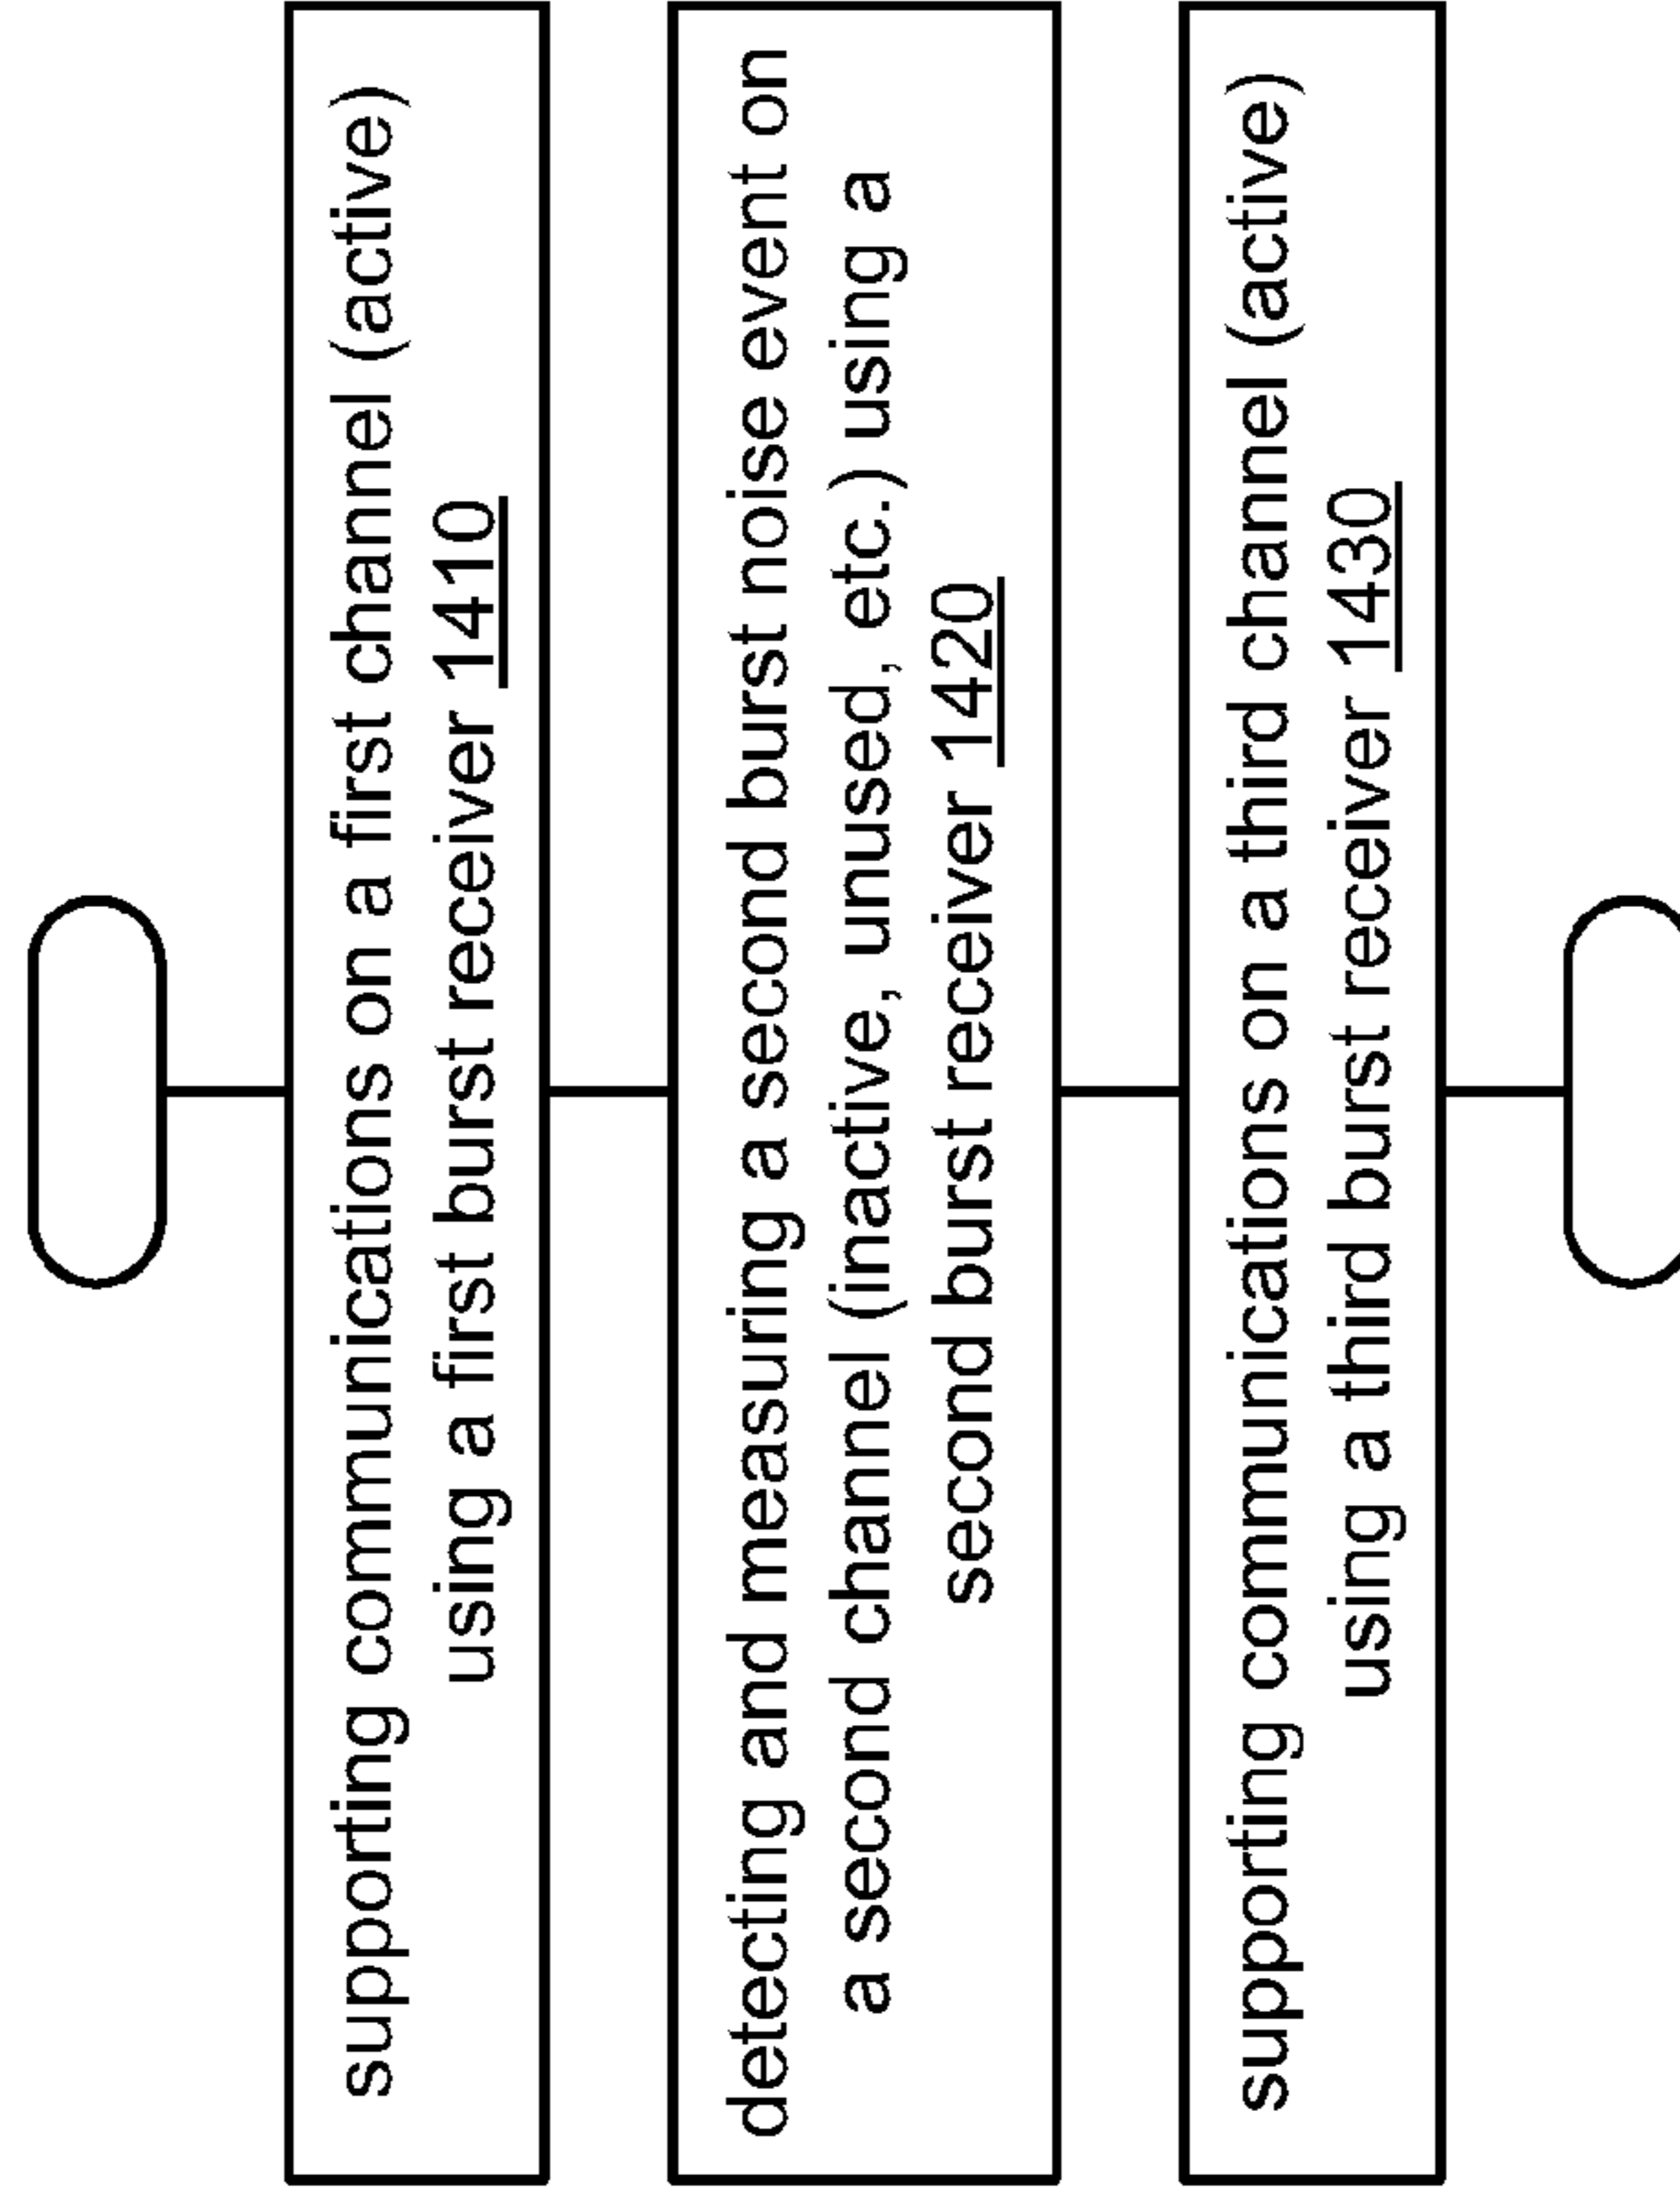 supporting communications on a first channel (active)
using a first burst receiver 1410
detecting and measuring a second burst noise event on
a second channel (inactive, unused, etc.) using a
second burst receiver 1420
supporting communications on a third channel (active)
using a third burst receiver 1430